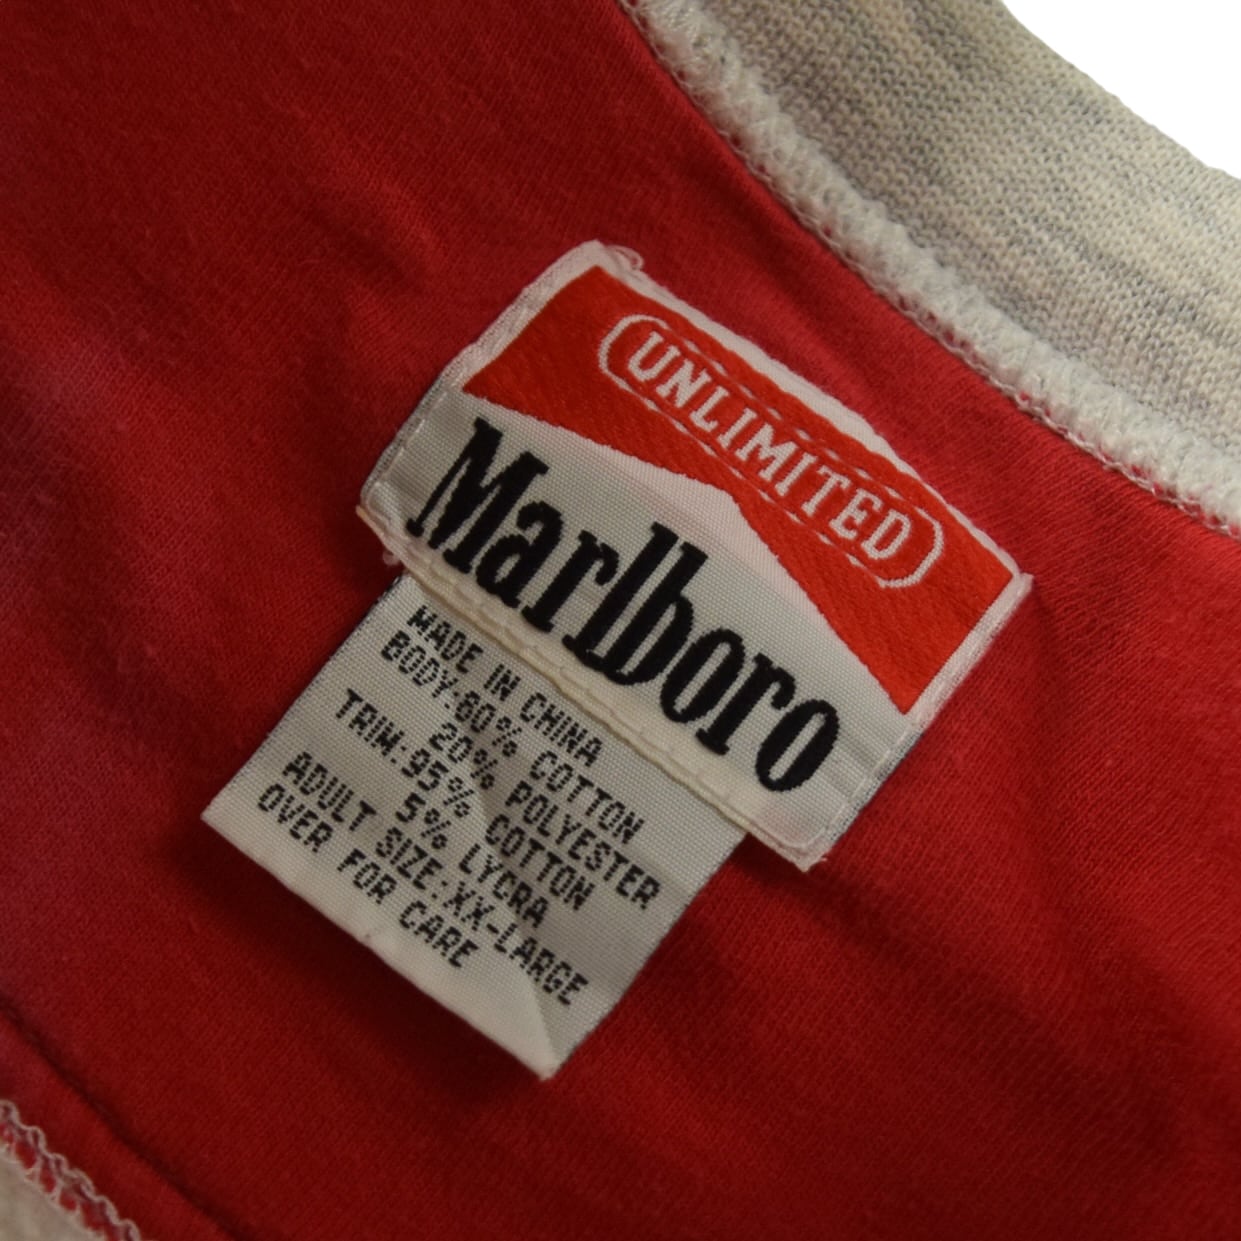 UNLIMITED
Marlboro
MADE IN CHINA
BODY:80% COTTON
20% POLYESTER
TRIM:95% COTTON
5% LYCRA
ADULT SIZE:XX-LARGE
OVER FOR CARE